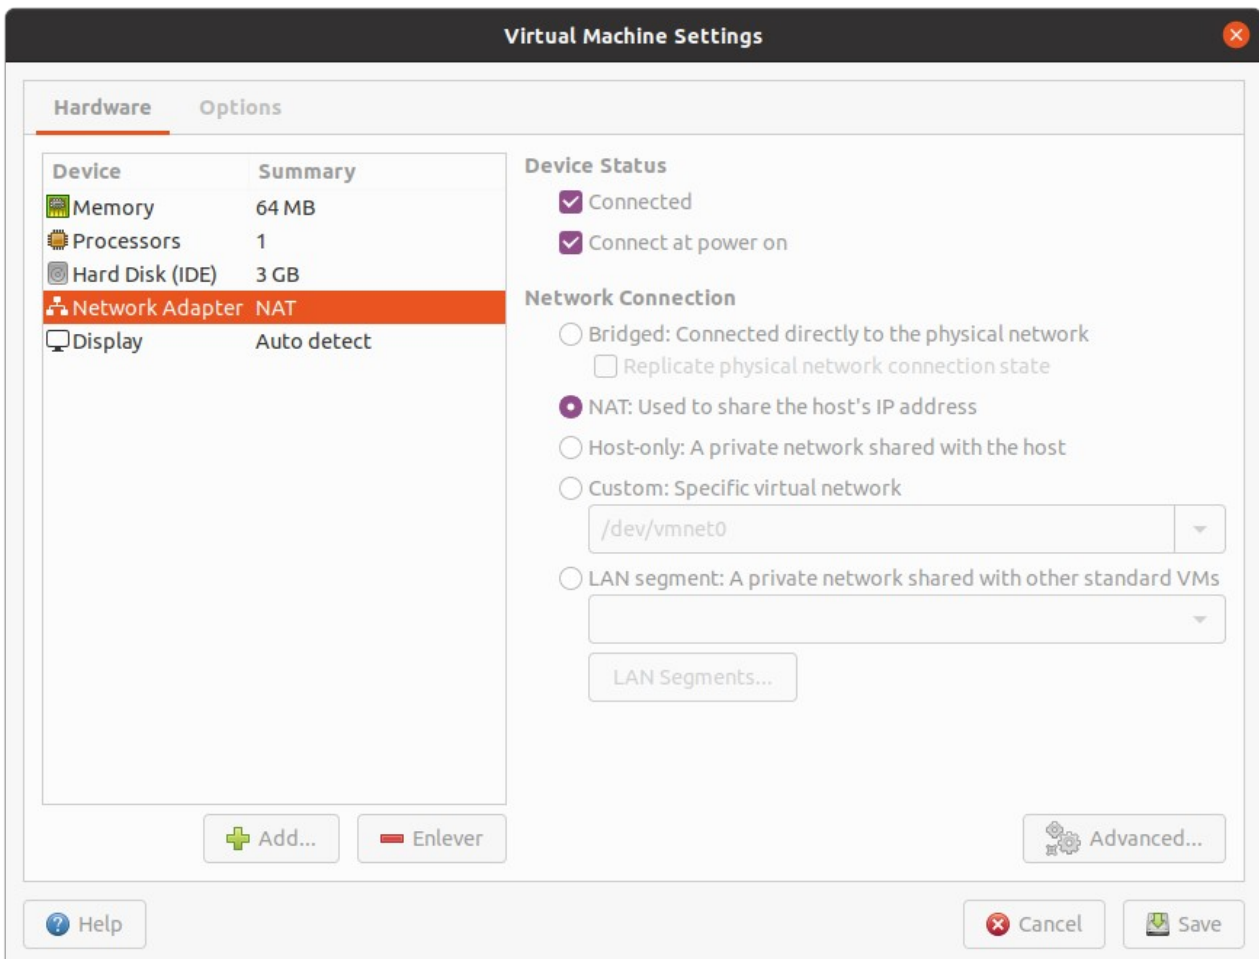 Virtual Machine Settings
Hardware Options
Device Summary
Memory 64 MB
Processors 1
Hard Disk (IDE) 3 GB
Network Adapter NAT
Display Auto detect
Add... Enlever
Device Status
Connected
Connect at power on
Network Connection
Bridged: Connected directly to the physical network
Replicate physical network connection state
NAT: Used to share the host's IP address
Host-only: A private network shared with the host
Custom: Specific virtual network
/dev/vmnet0
LAN segment: A private network shared with other standard VMs
LAN Segments...
Advanced...
Help Cancel Save